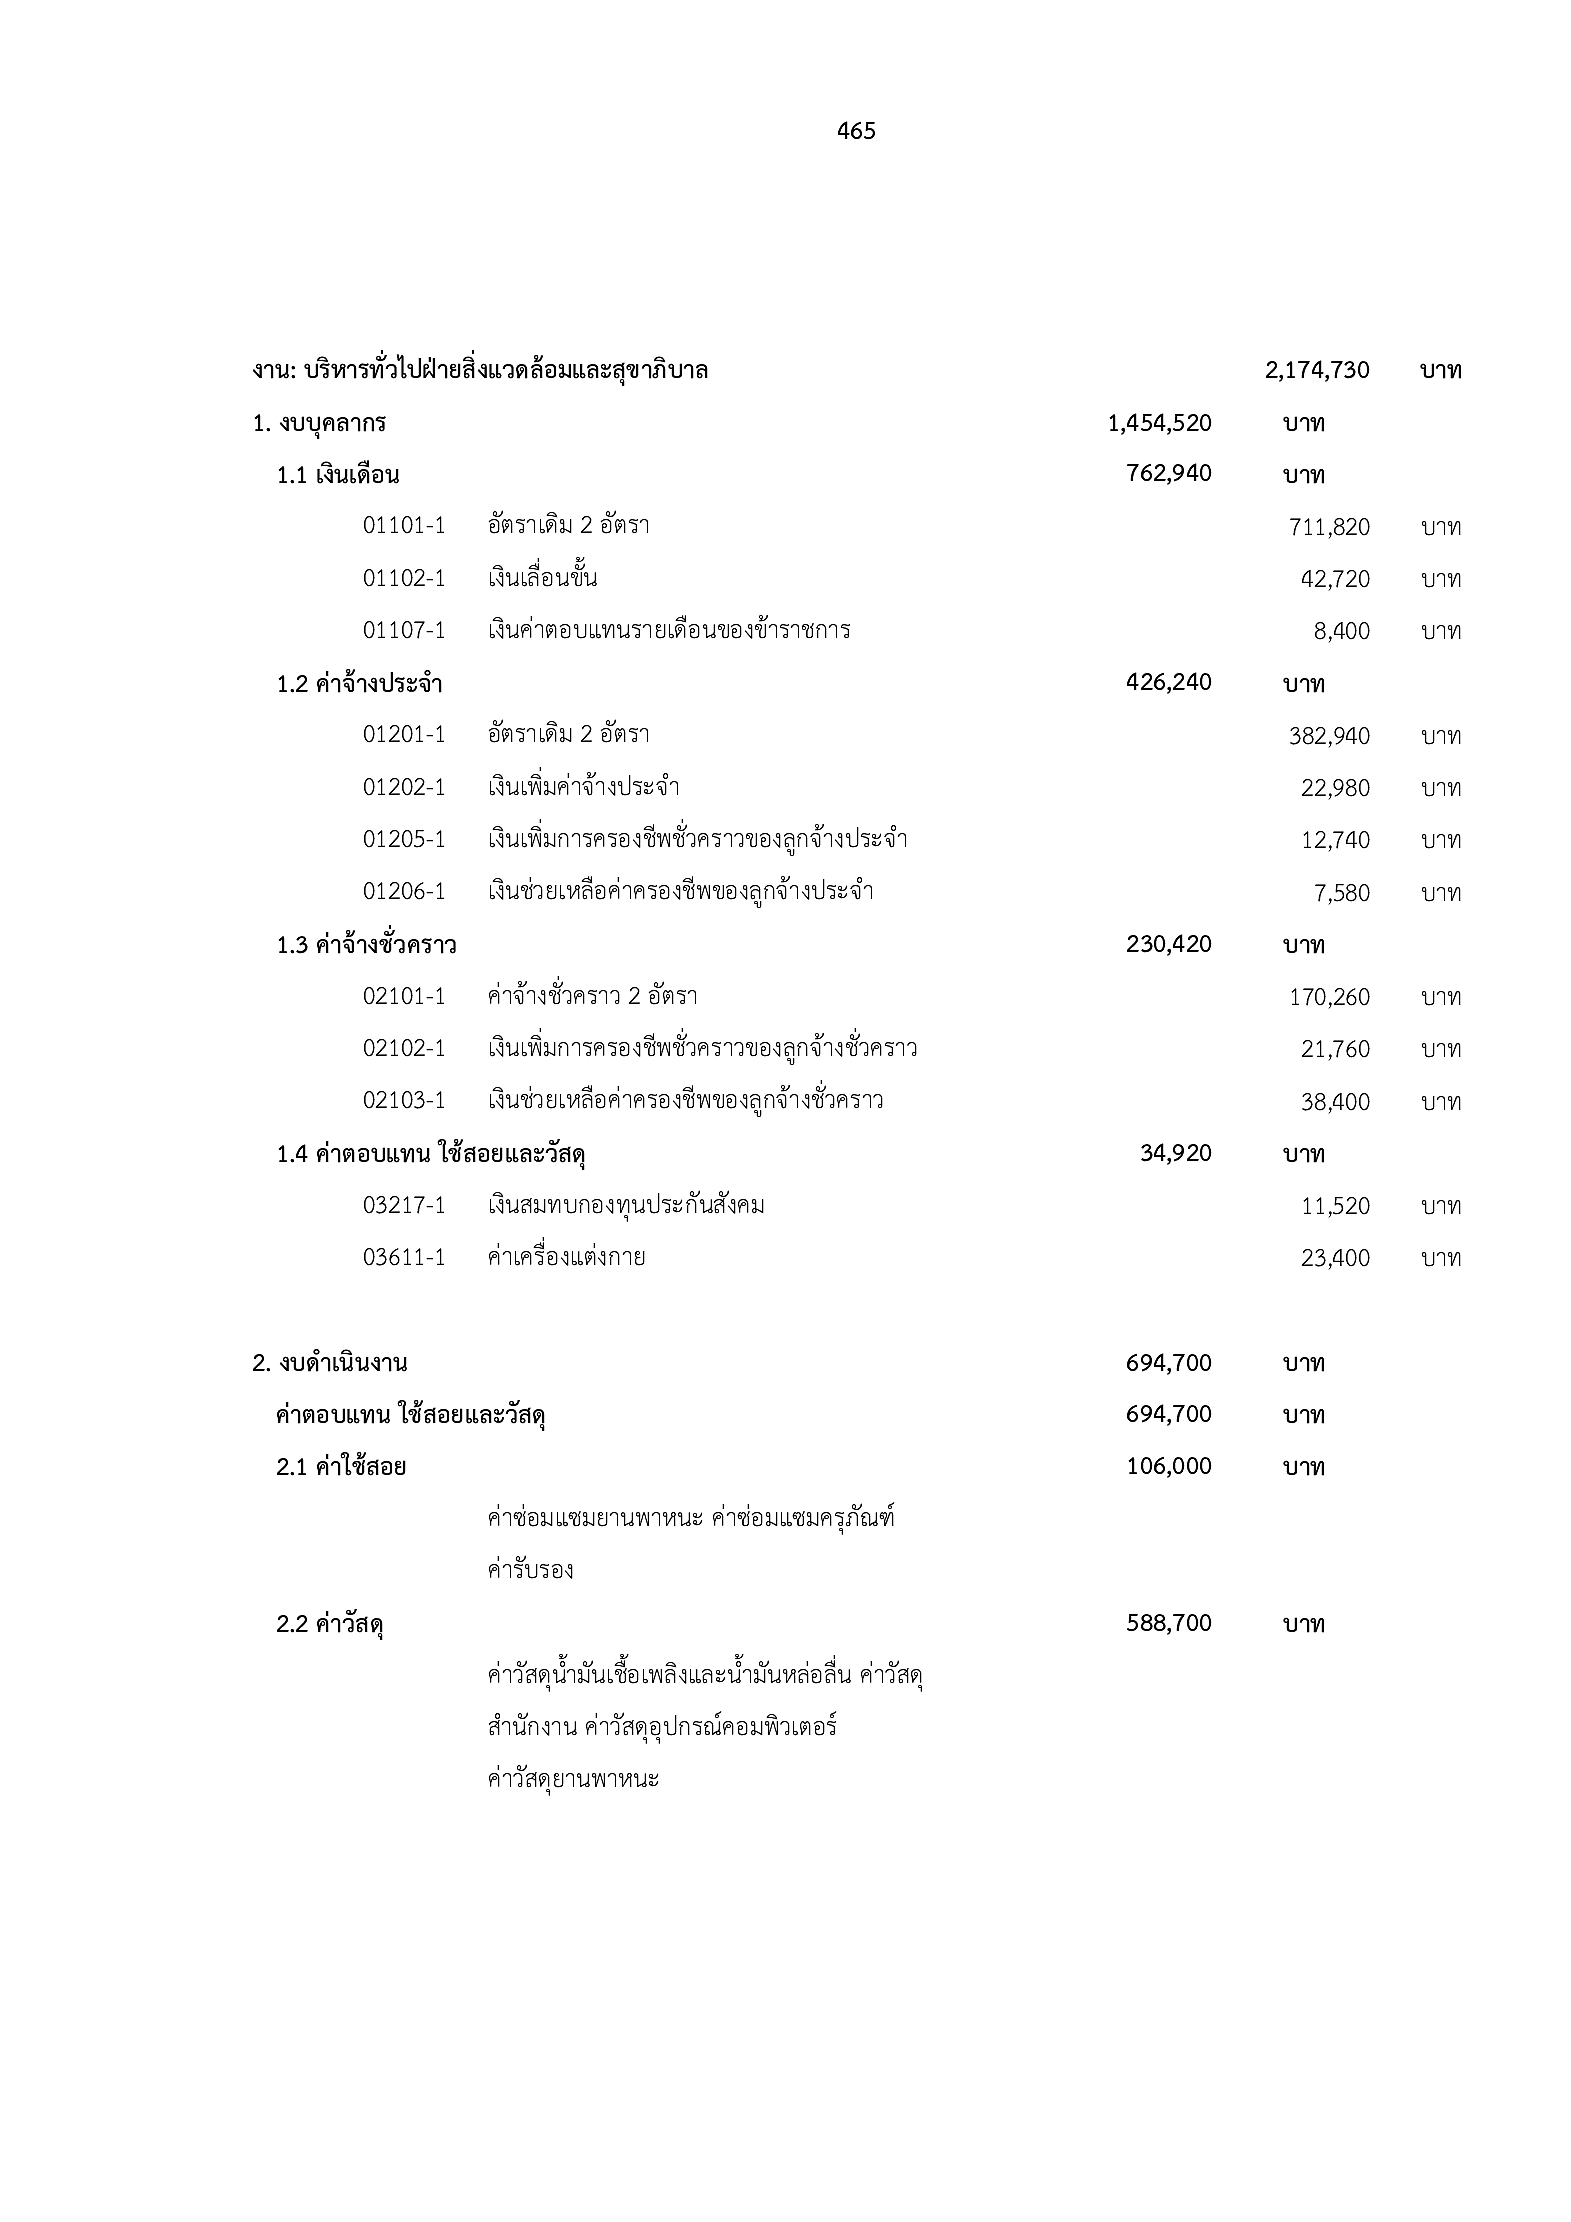 465
งาน: บริหารทั่วไปฝ่ายสิ่งแวดล้อมและสุขาภิบาล 2,174,730 บาท
1. งบบุคลากร 1,454,520 บาท
1.1 เงินเดือน 762,940 บาท
01101-1 อัตราเดิม 2 อัตรา 711,820 บาท
01102-1 เงินเลื่อนขั้น 42,720 บาท
01107-1 เงินค่าตอบแทนรายเดือนของข้าราชการ 8,400 บาท
1.2 ค่าจ้างประจำ 426,240 บาท
01201-1 อัตราเดิม 2 อัตรา 382,940 บาท
01202-1 เงินเพิ่มค่าจ้างประจำ 22,980 บาท
01205-1 เงินเพิ่มการครองชีพชั่วคราวของลูกจ้างประจำ 12,740 บาท
01206-1 เงินช่วยเหลือค่าครองชีพของลูกจ้างประจำ 7,580 บาท
1.3 ค่าจ้างชั่วคราว 230,420 บาท
02101-1 ค่าจ้างชั่วคราว 2 อัตรา 170,260 บาท
02102-1 เงินเพิ่มการครองชีพชั่วคราวของลูกจ้างชั่วคราว 21,760 บาท
02103-1 เงินช่วยเหลือค่าครองชีพของลูกจ้างชั่วคราว 38,400 บาท
1.4 ค่าตอบแทน ใช้สอยและวัสดุ 34,920 บาท
03217-1 เงินสมทบกองทุนประกันสังคม 11,520 บาท
03611-1 ค่าเครื่องแต่งกาย 23,400 บาท
2. งบดำเนินงาน 694,700 บาท
ค่าตอบแทน ใช้สอยและวัสดุ 694,700 บาท
2.1 ค่าใช้สอย 106,000 บาท
ค่าซ่อมแซมยานพาหนะ ค่าซ่อมแซมครุภัณฑ์
ค่ารับรอง
2.2 ค่าวัสดุ 588,700 บาท
ค่าวัสดุน้ำมันเชื้อเพลิงและน้ำมันหล่อลื่น ค่าวัสดุ
สำนักงาน ค่าวัสดุอุปกรณ์คอมพิวเตอร์
ค่าวัสดุยานพาหนะ